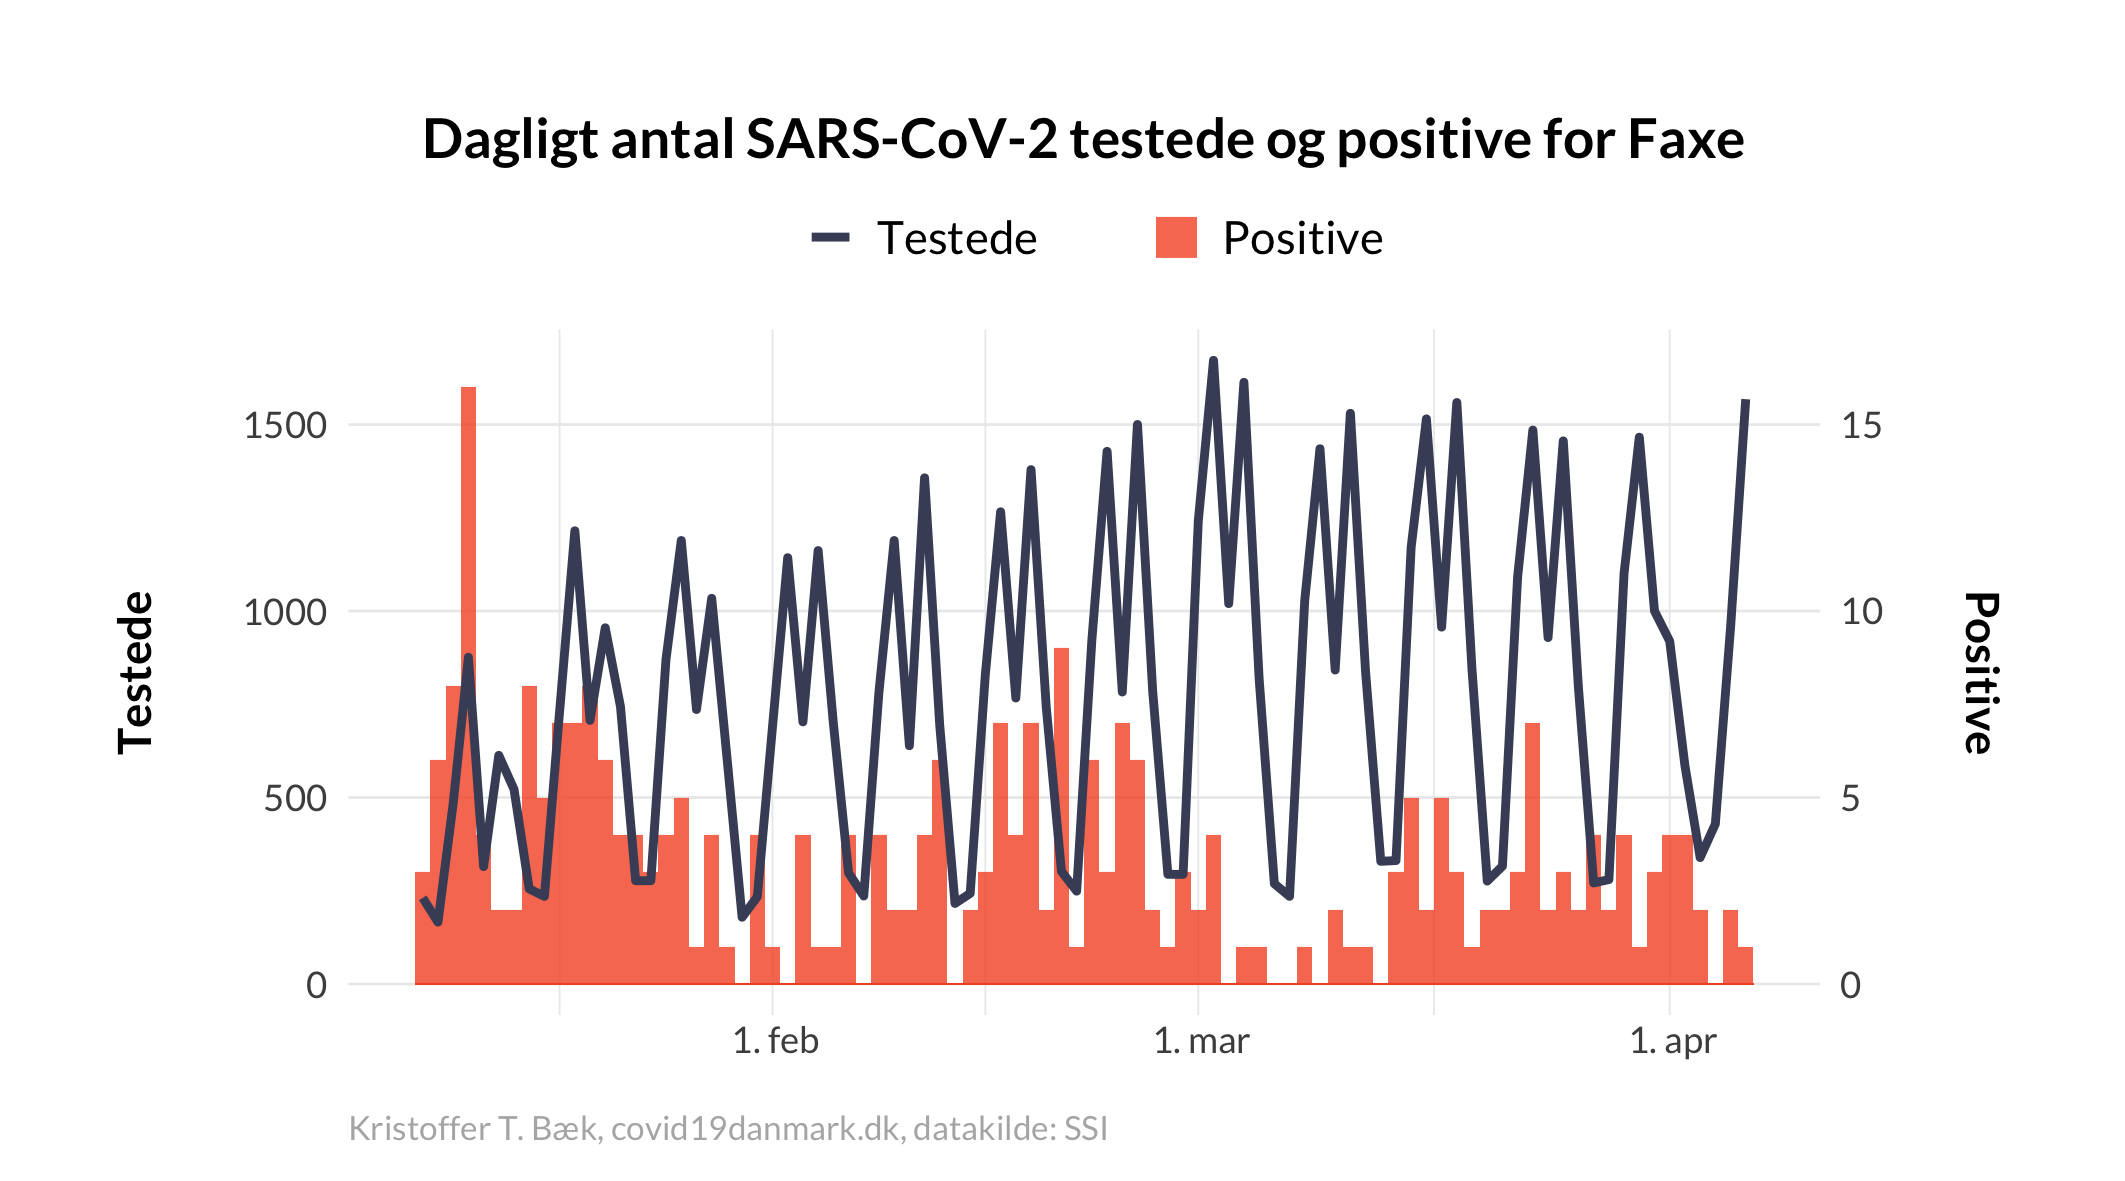 Dagligt antal SARS-CoV-2 testede og positive for Faxe
Testede
Positive
Testede
1500
1000
500
0
15
10
5
0
Positive
1. feb
1. mar
1. apr
Kristoffer T. Bæk, covid19danmark.dk, datakilde: SSI